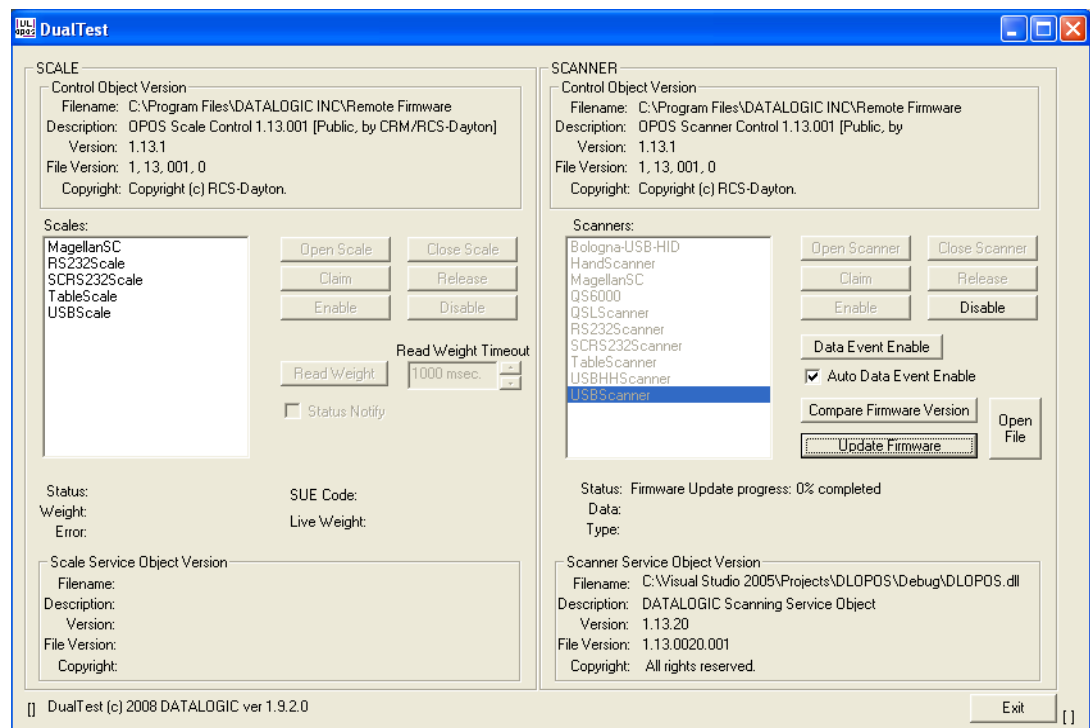 UL
opos
DualTest
SCALE
Control Object Version
Filename: C:\Program Files\DATALOGIC INC\Remote Firmware
Description: OPOS Scale Control 1.13.001 [Public, by CRM/RCS-Dayton]
Version: 1.13.1
File Version: 1, 13, 001, 0
Copyright: Copyright (c) RCS-Dayton.
Scales:
MagellanSC
RS232Scale
SCRS232Scale
TableScale
USBScale
Open Scale
Close Scale
Claim
Release
Enable
Disable
Read Weight Timeout
Read Weight
1000 msec.
Status Notify
Status:
Weight:
Error:
SUE Code:
Live Weight:
Scale Service Object Version
Filename:
Description:
Version:
File Version:
Copyright:
SCANNER
Control Object Version
Filename: C:\Program Files\DATALOGIC INC\Remote Firmware
Description: OPOS Scanner Control 1.13.001 [Public, by
Version: 1.13.1
File Version: 1, 13, 001, 0
Copyright: Copyright (c) RCS-Dayton.
Scanners:
Bologna-USB-HID
HandScanner
MagellanSC
QS6000
QSLScanner
RS232Scanner
SCRS232Scanner
TableScanner
USBHHScanner
USBScanner
Open Scanner
Close Scanner
Claim
Release
Enable
Disable
Data Event Enable
Auto Data Event Enable
Compare Firmware Version
Update Firmware
Open
File
Status: Firmware Update progress: 0% completed
Data:
Type:
Scanner Service Object Version
Filename: C:\Visual Studio 2005\Projects\DLOPOS\Debug\DLOPOS.dll
Description: DATALOGIC Scanning Service Object
Version: 1.13.20
File Version: 1.13.0020.001
Copyright: All rights reserved.
[] DualTest (c) 2008 DATALOGIC ver 1.9.2.0
Exit
[ ]